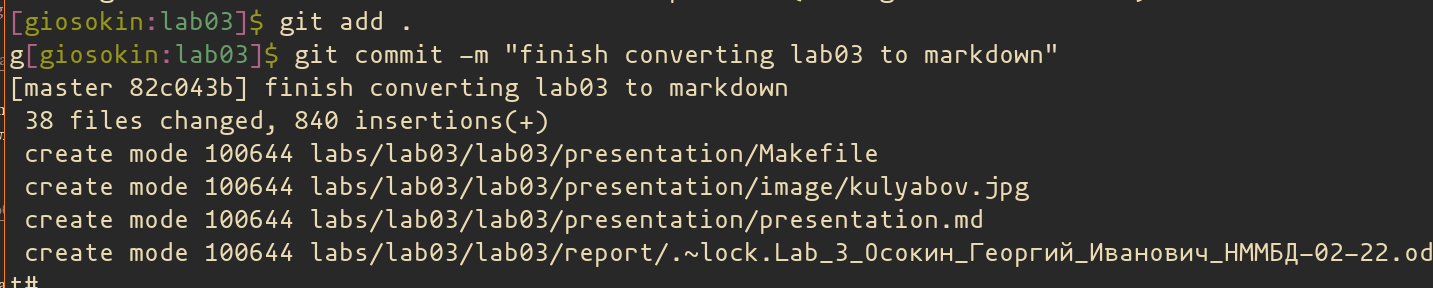 [giosokin:lab03]$ git add .
g[giosokin:lab03]$ git commit -m "finish converting lab03 to markdown"
[master 82c043b] finish converting lab03 to markdown
38 files changed, 840 insertions(+)
create mode 100644 labs/lab03/lab03/presentation/Makefile
create mode 100644 labs/lab03/lab03/presentation/image/kulyabov.jpg
create mode 100644 labs/lab03/lab03/presentation/presentation.md
create mode 100644 labs/lab03/lab03/report/.~lock.Lab_3_Осокин_Георгий_Иванович_НММБД-02-22.od
t#